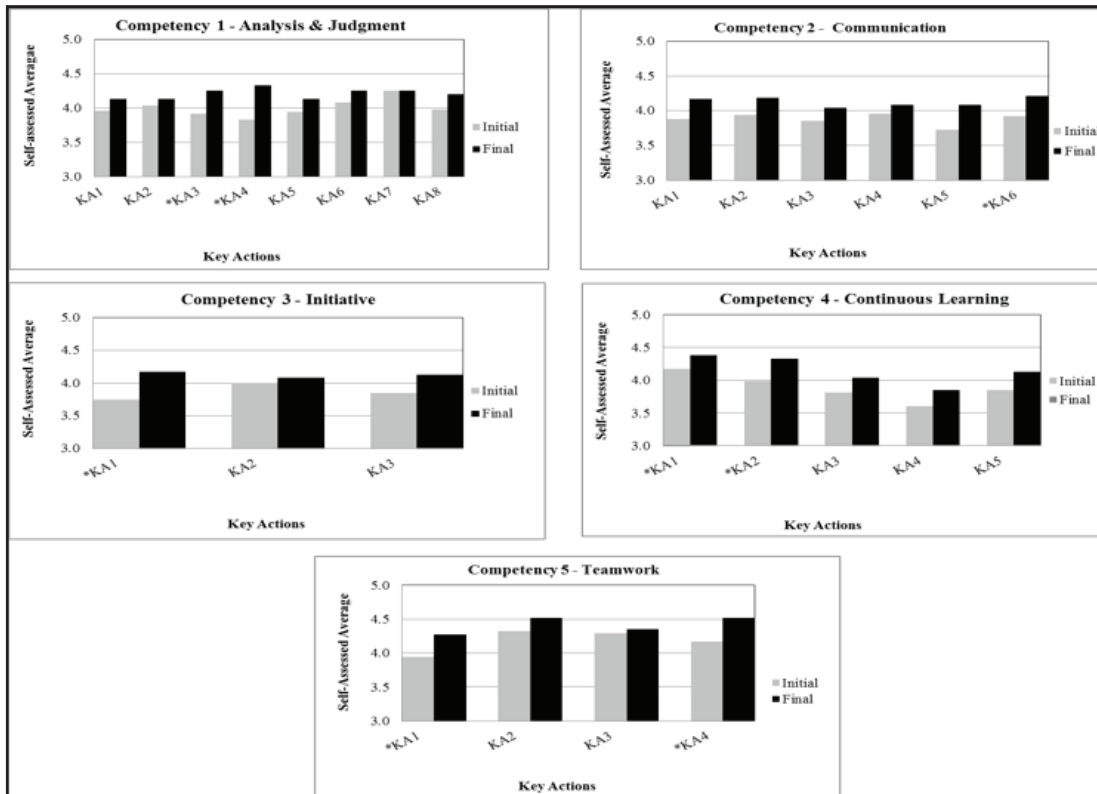 Competency 1 - Analysis & Judgment
Self-assessed Averagae
5.0
4.5
4.0
3.5
3.0
Initial
Final
KA1 KA2 *KA3 *KA4 KA5 KA6 KA7 KA8
Key Actions
Competency 2 - Communication
Self-Assessed Average
5.0
4.5
4.0
3.5
3.0
Initial
Final
KA1 KA2 KA3 KA4 KA5 *KA6
Key Actions
Competency 3 - Initiative
Self-Assessed Average
5.0
4.5
4.0
3.5
3.0
Initial
Final
*KA1 KA2 KA3
Key Actions
Competency 4 - Continuous Learning
Self-Assessed Average
5.0
4.5
4.0
3.5
3.0
Initial
Final
*KA1 *KA2 KA3 KA4 KA5
Key Actions
Competency 5 - Teamwork
Self-Assessed Average
5.0
4.5
4.0
3.5
3.0
Initial
Final
*KA1 KA2 KA3 *KA4
Key Actions